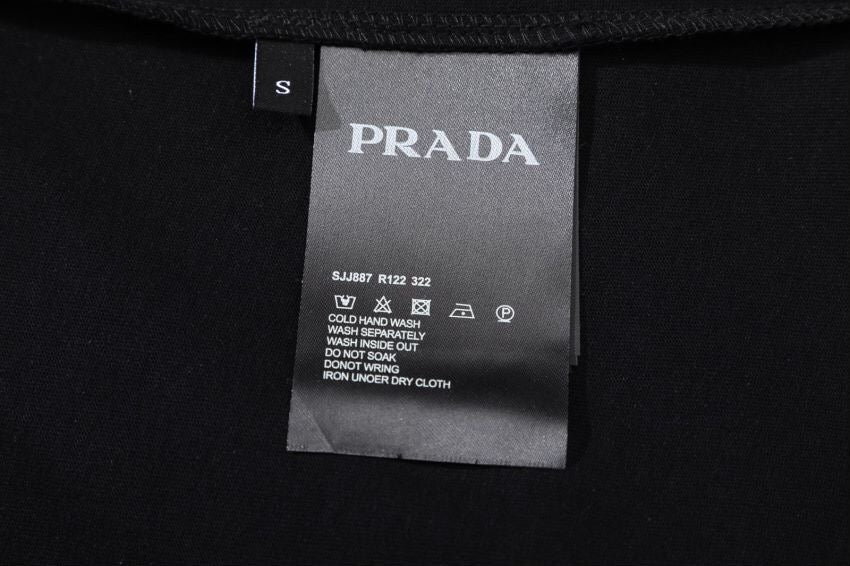 S
PRADA
SJJ887 R122 322
P
COLD HAND WASH
WASH SEPARATELY
WASH INSIDE OUT
DO NOT SOAK
DONOT WRING
IRON UNOER DRY CLOTH